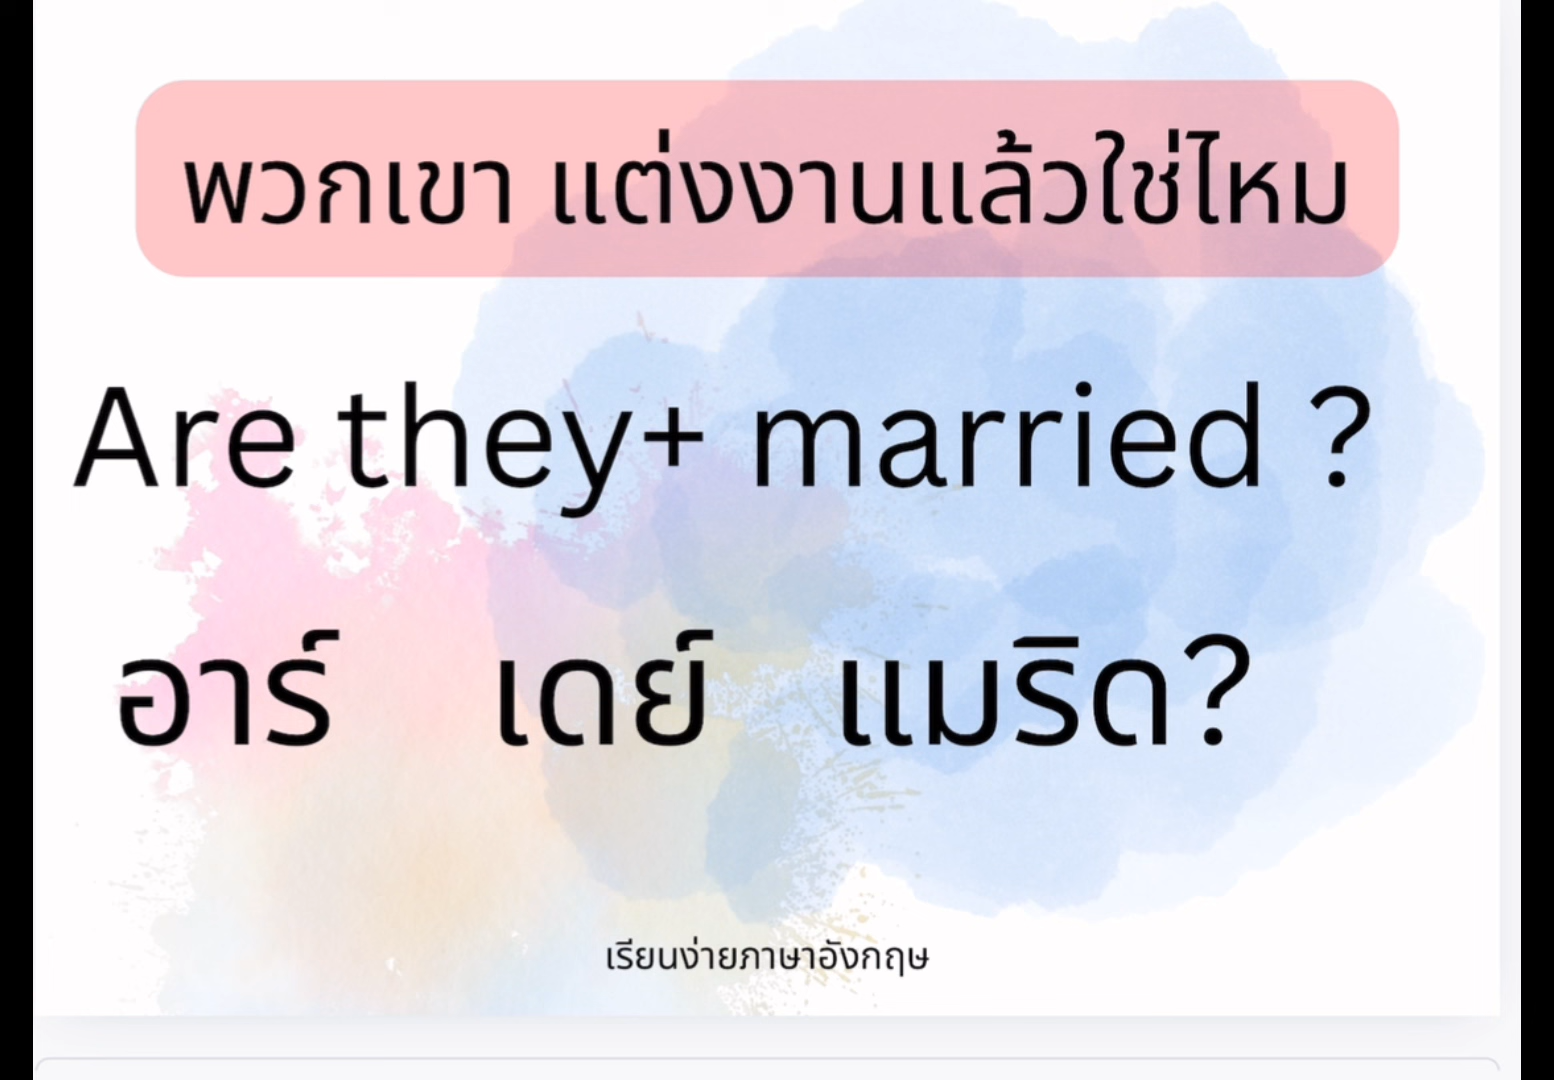 พวกเขา แต่งงานแล้วใช่ไหม
Are they+ married ?
อาร์ เดย์ แมริด?
เรียนง่ายภาษาอังกฤษ